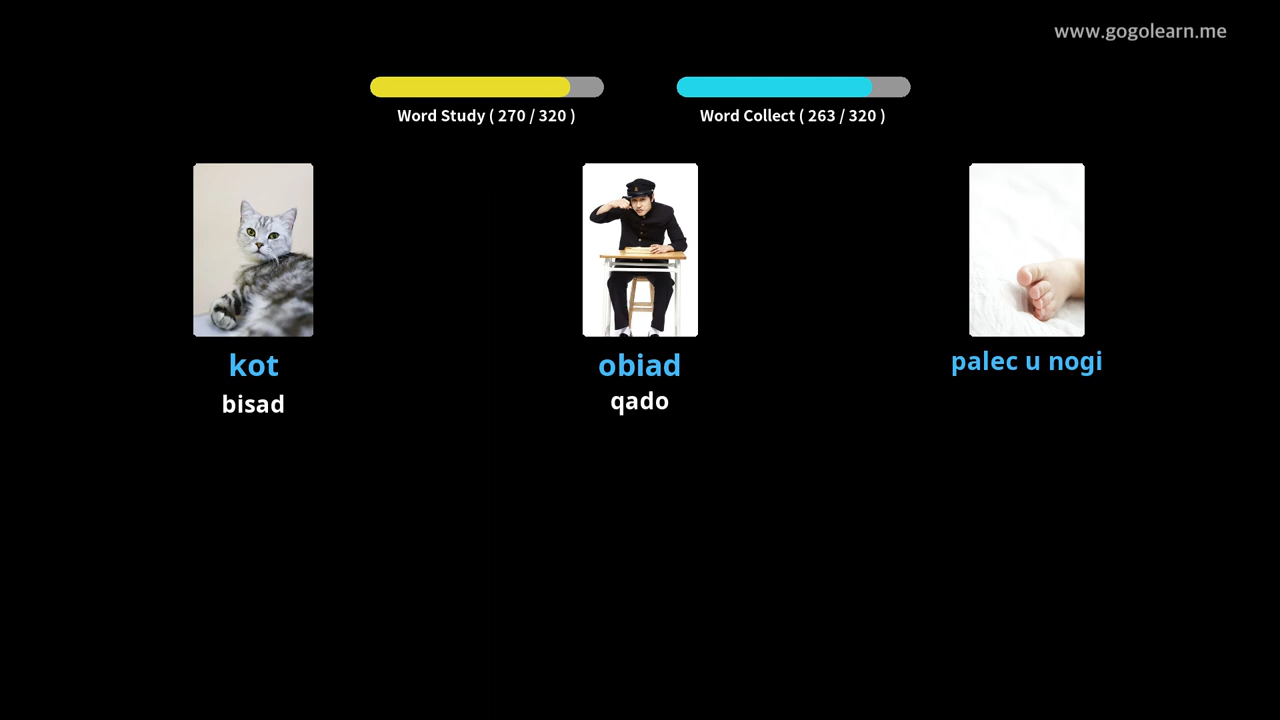 www.gogolearn.me
Word Study ( 270 / 320 )
Word Collect ( 263 / 320 )
kot
bisad
obiad
qado
palec u nogi